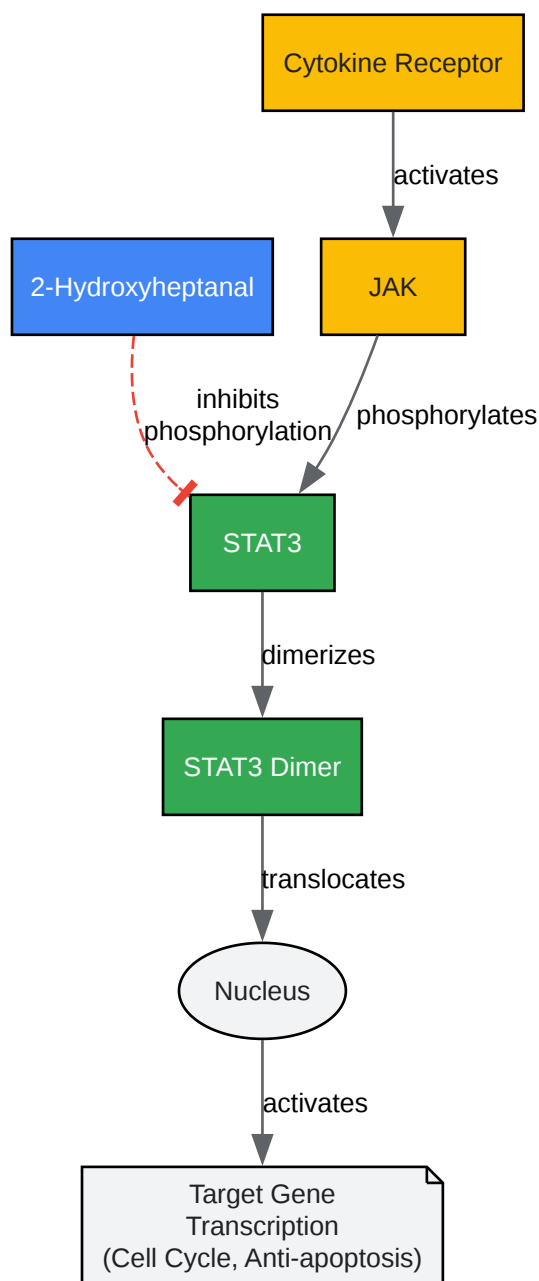 Cytokine Receptor
activates
2-Hydroxyheptanal
JAK
inhibits
phosphorylation
phosphorylates
STAT3
dimerizes
STAT3 Dimer
translocates
Nucleus
activates
Target Gene
Transcription
(Cell Cycle, Anti-apoptosis)